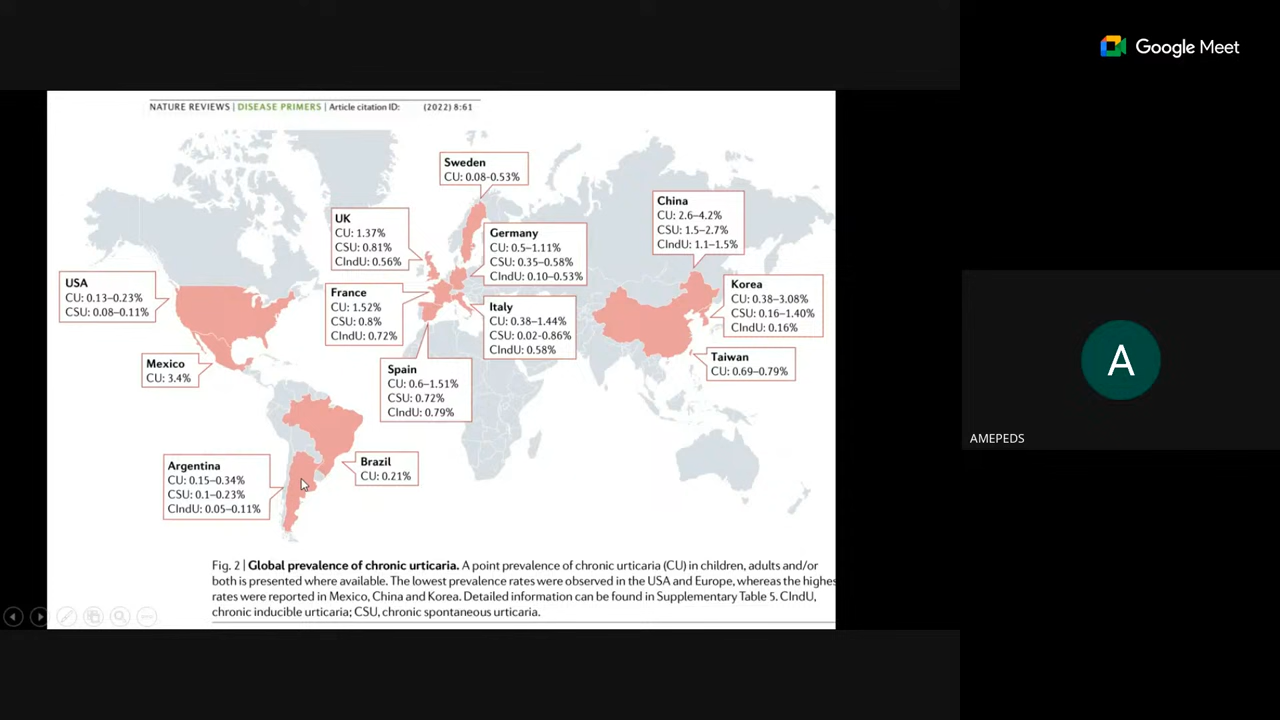 Google Meet
NATURE REVIEWS | DISEASE PRIMERS | Article citation ID: (2022) 8:61
Sweden
CU: 0.08-0.53%
UK
CU: 1.37%
CSU: 0.81%
CIndU: 0.56%
Germany
CU: 0.5–1.11%
CSU: 0.35–0.58%
CIndU: 0.10–0.53%
China
CU: 2.6–4.2%
CSU: 1.5–2.7%
CIndU: 1.1–1.5%
USA
CU: 0.13–0.23%
CSU: 0.08–0.11%
France
CU: 1.52%
CSU: 0.8%
CIndU: 0.72%
Italy
CU: 0.38–1.44%
CSU: 0.02-0.86%
CIndU: 0.58%
Korea
CU: 0.38–3.08%
CSU: 0.16–1.40%
CIndU: 0.16%
Mexico
CU: 3.4%
Spain
CU: 0.6–1.51%
CSU: 0.72%
CIndU: 0.79%
Taiwan
CU: 0.69–0.79%
Argentina
CU: 0.15–0.34%
CSU: 0.1–0.23%
CIndU: 0.05–0.11%
Brazil
CU: 0.21%
Fig. 2 | Global prevalence of chronic urticaria. A point prevalence of chronic urticaria (CU) in children, adults and/or
both is presented where available. The lowest prevalence rates were observed in the USA and Europe, whereas the highes
rates were reported in Mexico, China and Korea. Detailed information can be found in Supplementary Table 5. CIndU,
chronic inducible urticaria; CSU, chronic spontaneous urticaria.
A
AMEPEDS